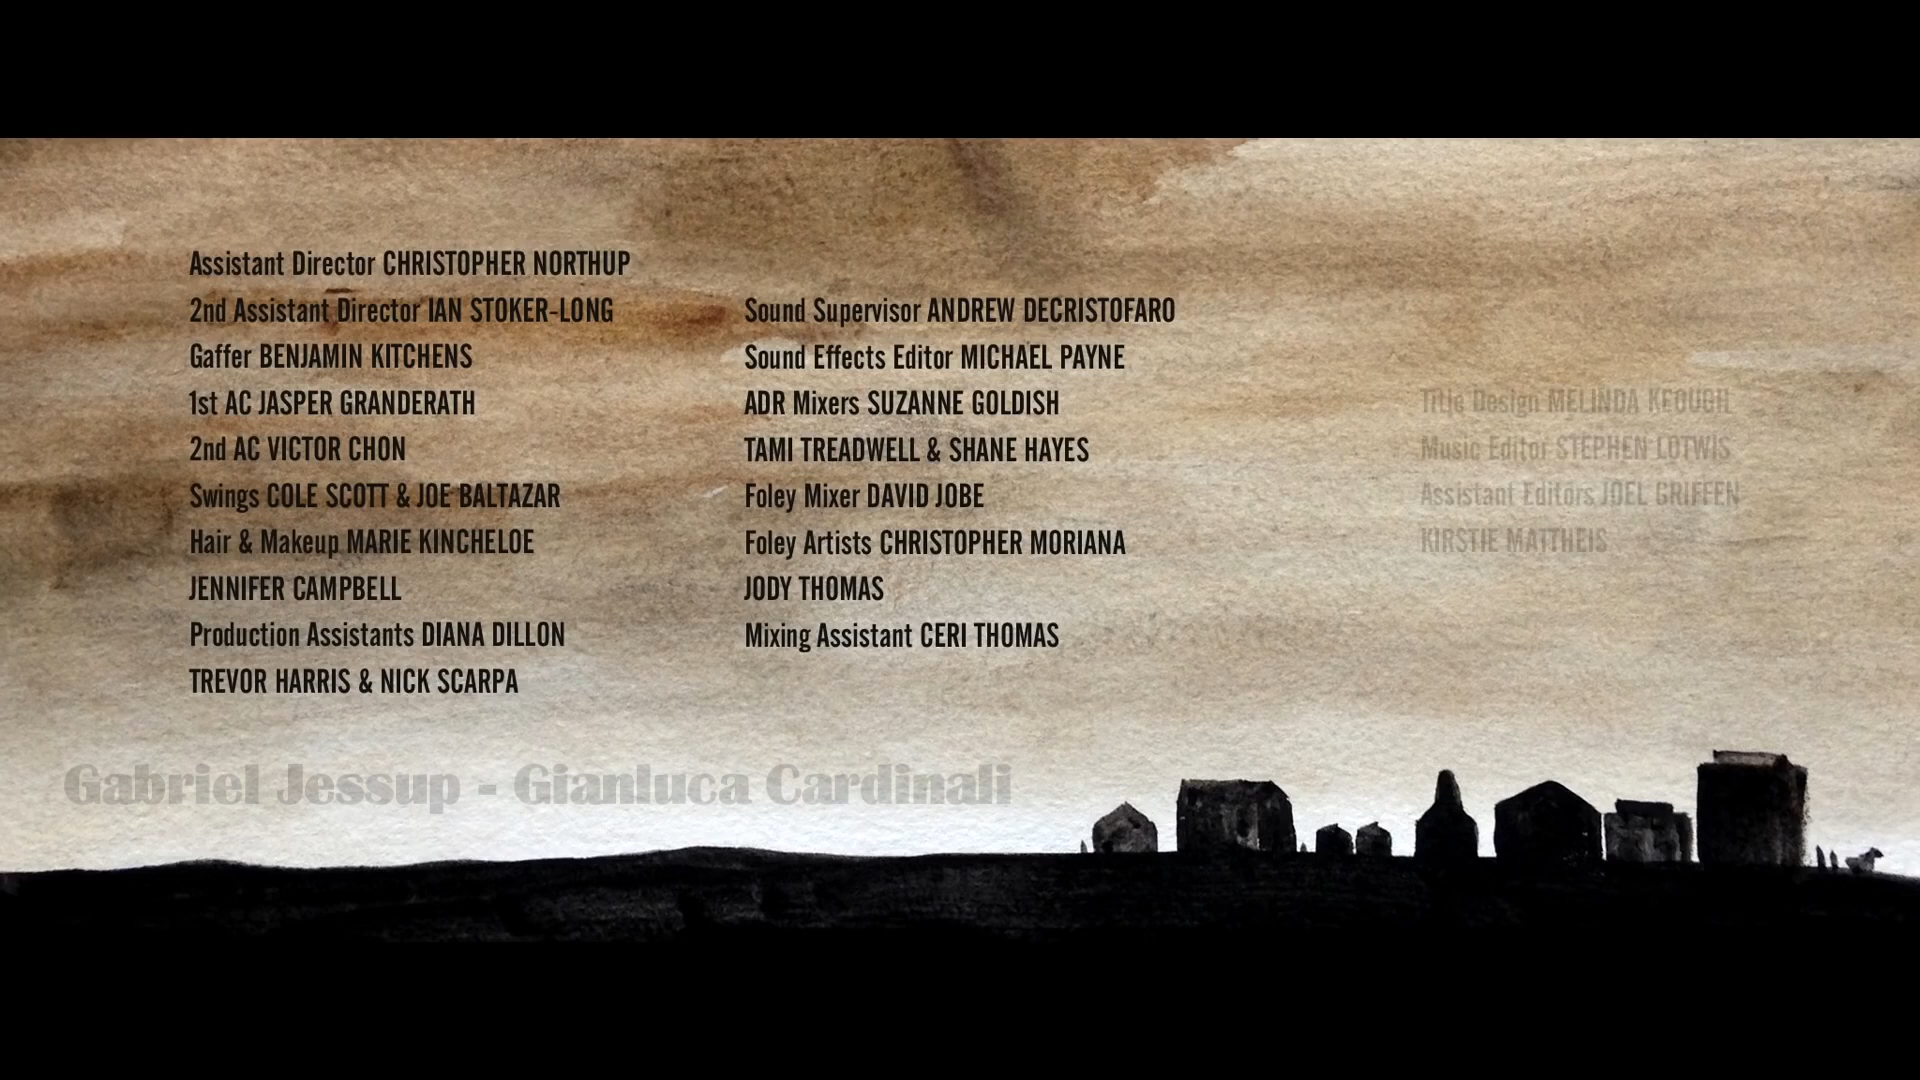 Assistant Director CHRISTOPHER NORTHUP
2nd Assistant Director IAN STOKER-LONG
Gaffer BENJAMIN KITCHENS
1st AC JASPER GRANDERATH
2nd AC VICTOR CHON
Swings COLE SCOTT & JOE BALTAZAR
Hair & Makeup MARIE KINCHELOE
JENNIFER CAMPBELL
Production Assistants DIANA DILLON
TREVOR HARRIS & NICK SCARPA
Sound Supervisor ANDREW DECRISTOFARO
Sound Effects Editor MICHAEL PAYNE
ADR Mixers SUZANNE GOLDISH
TAMI TREADWELL & SHANE HAYES
Foley Mixer DAVID JOBE
Foley Artists CHRISTOPHER MORIANA
JODY THOMAS
Mixing Assistant CERI THOMAS
Title Design MELINDA KEOUGH
Music Editor STEPHEN LOTWIS
Assistant Editors JOEL GRIFFEN
KIRSTIE MATTHEIS
Gabriel Jessup - Gianluca Cardinali